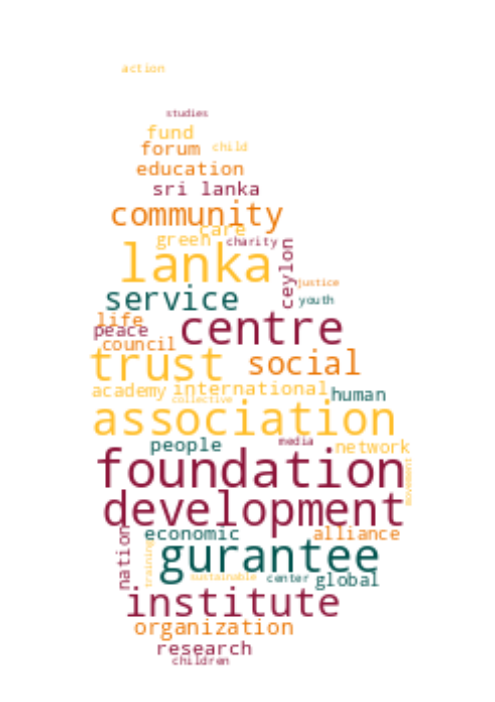 action
studies
fund
forum child
education
sri lanka
community
care
green charity
lanka
ceylon
justice
service youth
life
peace centre
council
trust social
academy international human
collective
association
people media network
foundation
movement
development
nation economic alliance
training gurantee
sustainable center global
institute
organization
research
children